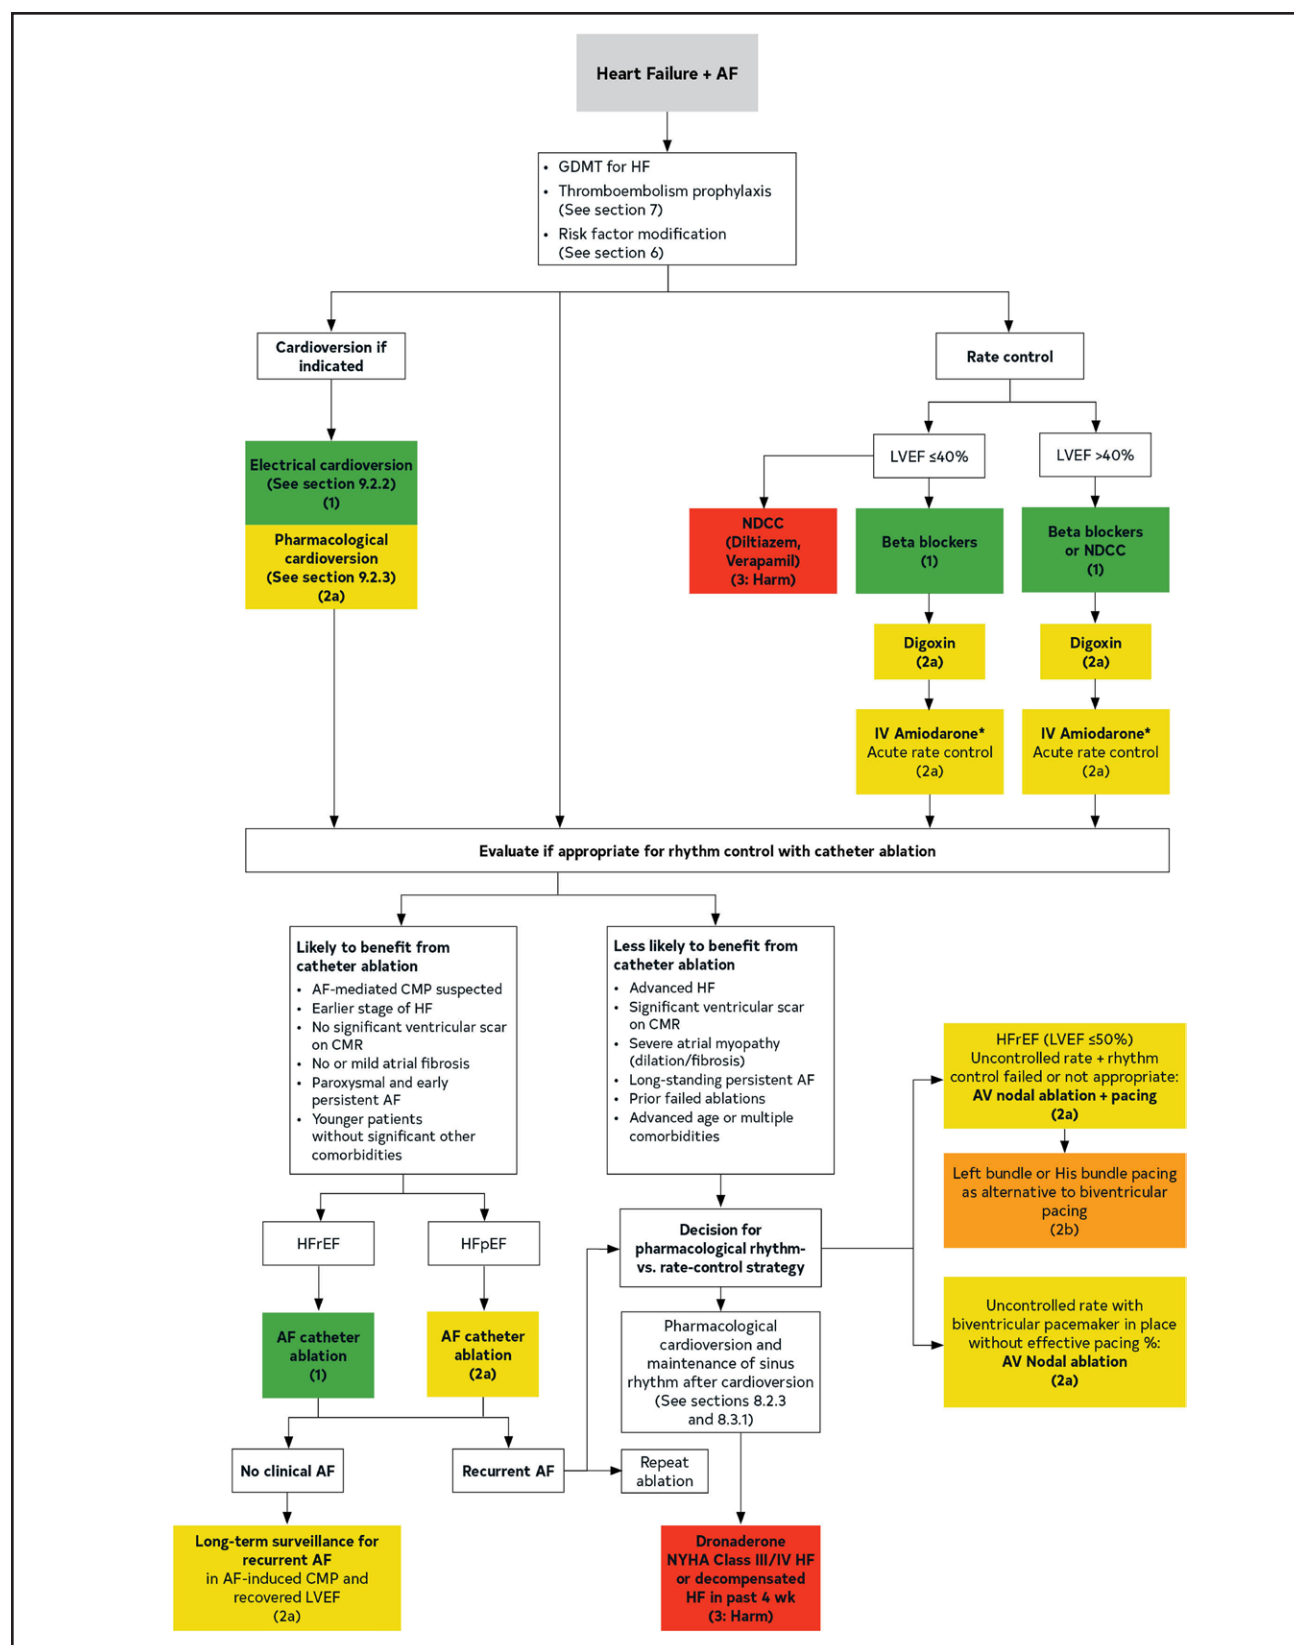 Heart Failure + AF
• GDMT for HF
• Thromboembolism prophylaxis
(See section 7)
• Risk factor modification
(See section 6)
Cardioversion if
indicated
Rate control
Electrical cardioversion
(See section 9.2.2)
(1)
Pharmacological
cardioversion
(See section 9.2.3)
(2a)
LVEF ≤40%
LVEF >40%
NDCC
(Diltiazem,
Verapamil)
(3: Harm)
Beta blockers
(1)
Beta blockers
or NDCC
(1)
Digoxin
(2a)
Digoxin
(2a)
IV Amiodarone*
Acute rate control
(2a)
IV Amiodarone*
Acute rate control
(2a)
Evaluate if appropriate for rhythm control with catheter ablation
Likely to benefit from
catheter ablation
• AF-mediated CMP suspected
• Earlier stage of HF
• No significant ventricular scar
on CMR
• No or mild atrial fibrosis
• Paroxysmal and early
persistent AF
• Younger patients
without significant other
comorbidities
Less likely to benefit from
catheter ablation
• Advanced HF
• Significant ventricular scar
on CMR
• Severe atrial myopathy
(dilation/fibrosis)
• Long-standing persistent AF
• Prior failed ablations
• Advanced age or multiple
comorbidities
HFrEF (LVEF ≤50%)
Uncontrolled rate + rhythm
control failed or not appropriate:
AV nodal ablation + pacing
(2a)
Left bundle or His bundle pacing
as alternative to biventricular
pacing
(2b)
HFrEF
HFpEF
Decision for
pharmacological rhythm-
vs. rate-control strategy
AF catheter
ablation
(1)
AF catheter
ablation
(2a)
Pharmacological
cardioversion and
maintenance of sinus
rhythm after cardioversion
(See sections 8.2.3
and 8.3.1)
Uncontrolled rate with
biventricular pacemaker in place
without effective pacing %:
AV Nodal ablation
(2a)
No clinical AF
Recurrent AF
Repeat
ablation
Long-term surveillance for
recurrent AF
in AF-induced CMP and
recovered LVEF
(2a)
Dronaderone
NYHA Class III/IV HF
or decompensated
HF in past 4 wk
(3: Harm)